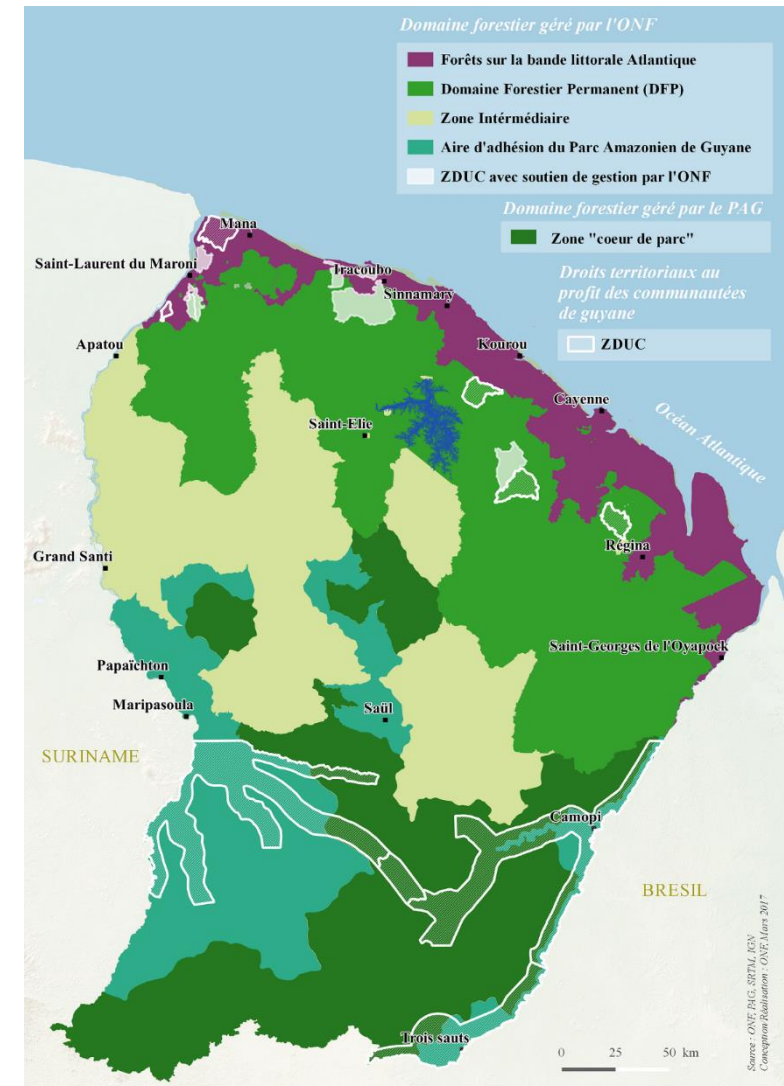 Domaine forestier géré par l'ONF
Forêts sur la bande littorale Atlantique
Domaine Forestier Permanent (DFP)
Zone Intérmédiaire
Aire d'adhésion du Parc Amazonien de Guyane
ZDUC avec soutien de gestion par l'ONF
Domaine forestier géré par le PAG
Zone "coeur de parc"
Droits territoriaux au
profit des communautées
de guyane
ZDUC
Mana
Saint-Laurent du Maroni
Iracoubo
Sinnamary
Apatou
Kourou
Cayenne
Océan Atlantique
Saint-Elie
Grand Santi
Régina
Saint-Georges de l'Oyapock
Papaïchton
Maripasoula
Saül
SURINAME
Camopi
BRESIL
Trois sauts
0 25 50 km
Source : ONF, PAG, SRTM, IGN
Conception Réalisation : ONF, Mars 2017